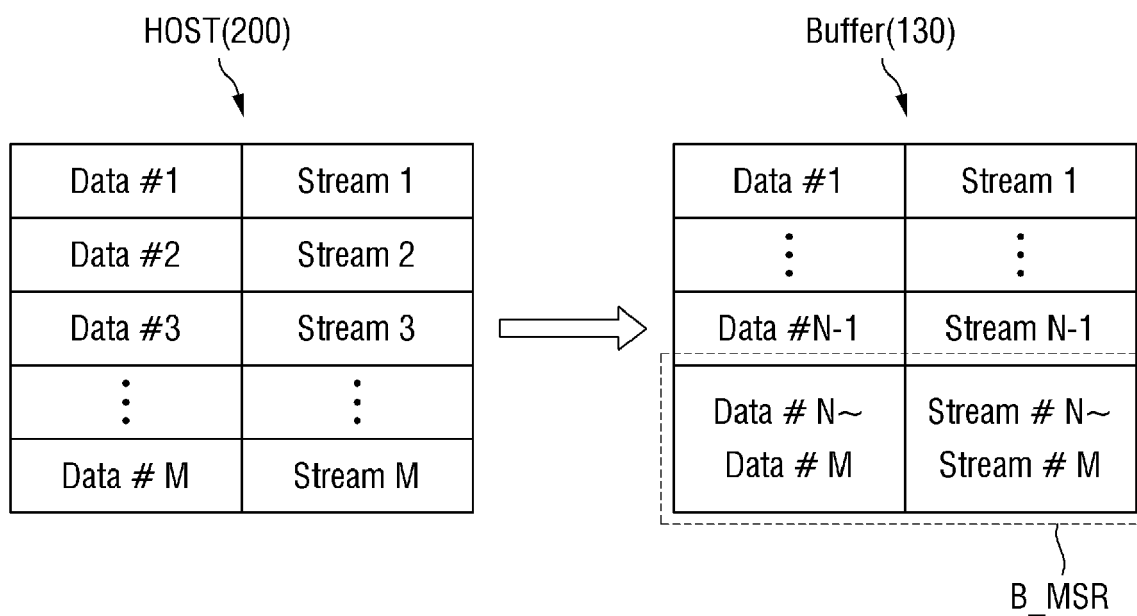 HOST(200)
Buffer(130)
Data #1 Stream 1
Data #2 Stream 2
Data #3 Stream 3
⋮ ⋮
Data # M Stream M
Data #1 Stream 1
⋮ ⋮
Data #N-1 Stream N-1
Data # N~ Stream # N~
Data # M Stream # M
B_MSR